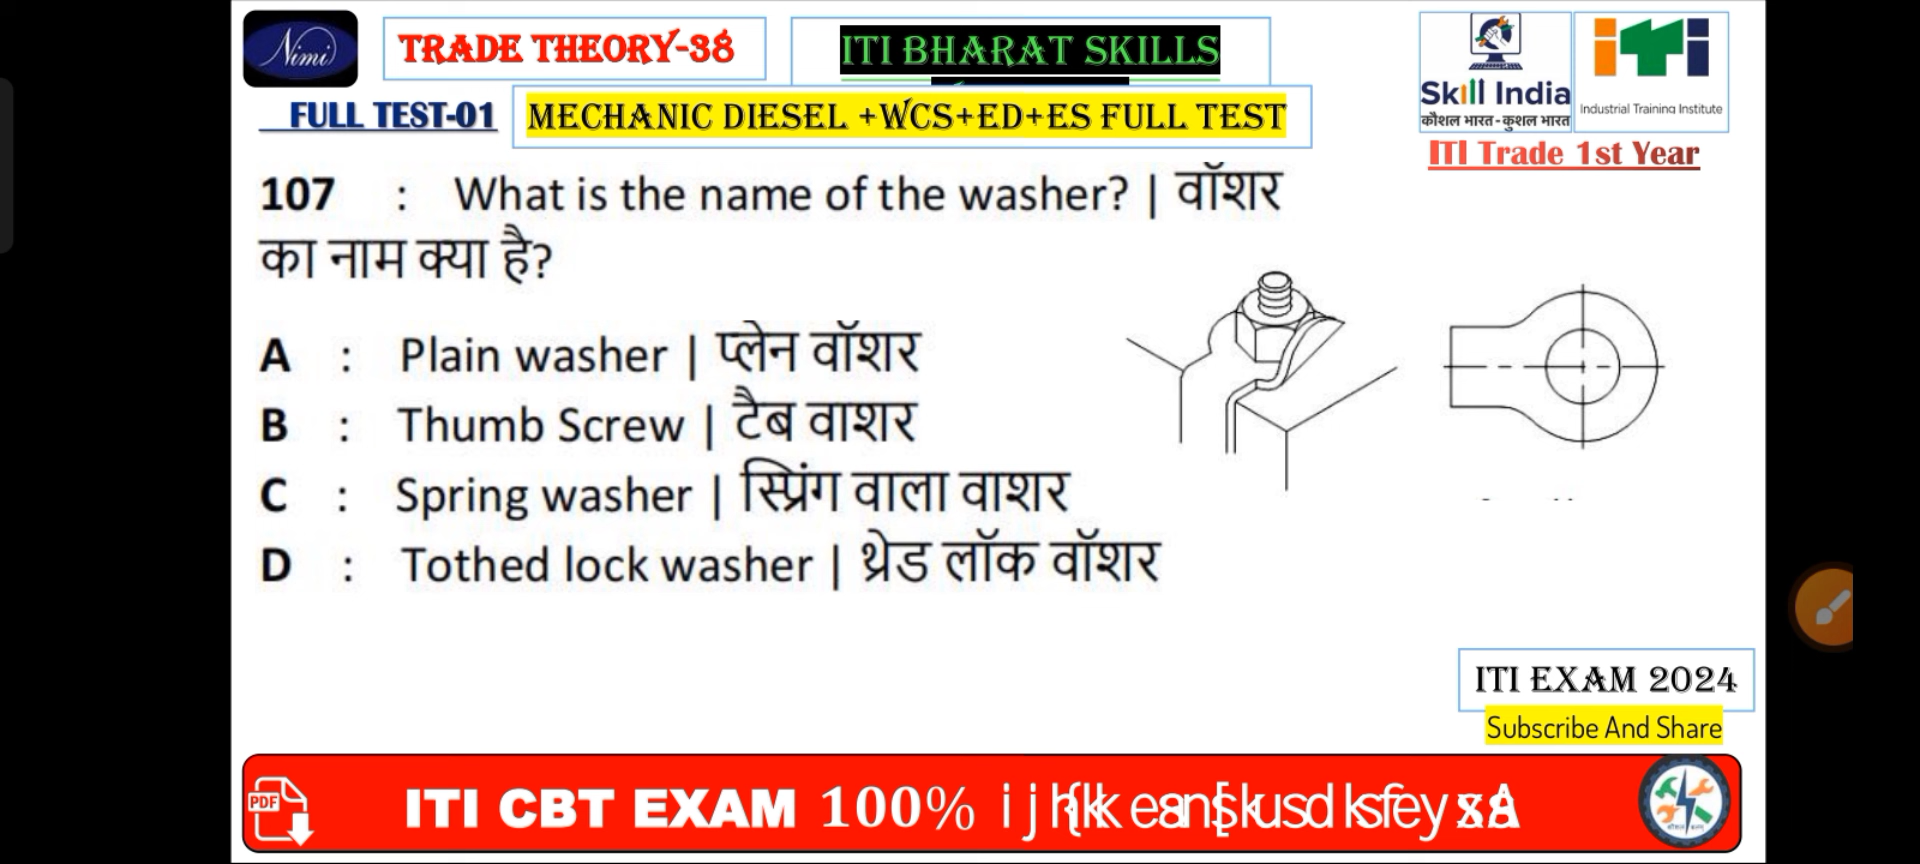 Nimi
TRADE THEORY-38
ITI BHARAT SKILLS
Skill India
कौशल भारत-कुशल भारत
iTi
Industrial Training Institute
FULL TEST-01
MECHANIC DIESEL +WCS+ED+ES FULL TEST
ITI Trade 1st Year
107 : What is the name of the washer? | वॉशर
का नाम क्या है?
A : Plain washer | प्लेन वॉशर
B : Thumb Screw | टैब वाशर
C : Spring washer | स्प्रिंग वाला वाशर
D : Tothed lock washer | थ्रेड लॉक वॉशर
ITI EXAM 2024
Subscribe And Share
PDF
ITI CBT EXAM 100%